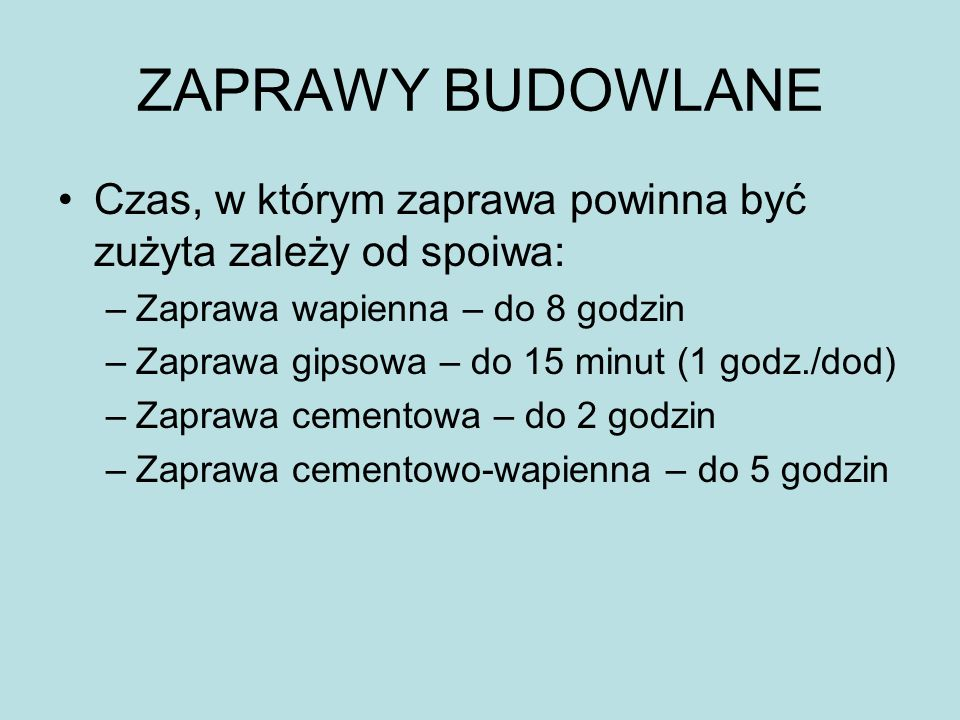 ZAPRAWY BUDOWLANE
• Czas, w którym zaprawa powinna być
zużyta zależy od spoiwa:
– Zaprawa wapienna – do 8 godzin
– Zaprawa gipsowa – do 15 minut (1 godz./dod)
– Zaprawa cementowa – do 2 godzin
– Zaprawa cementowo-wapienna – do 5 godzin